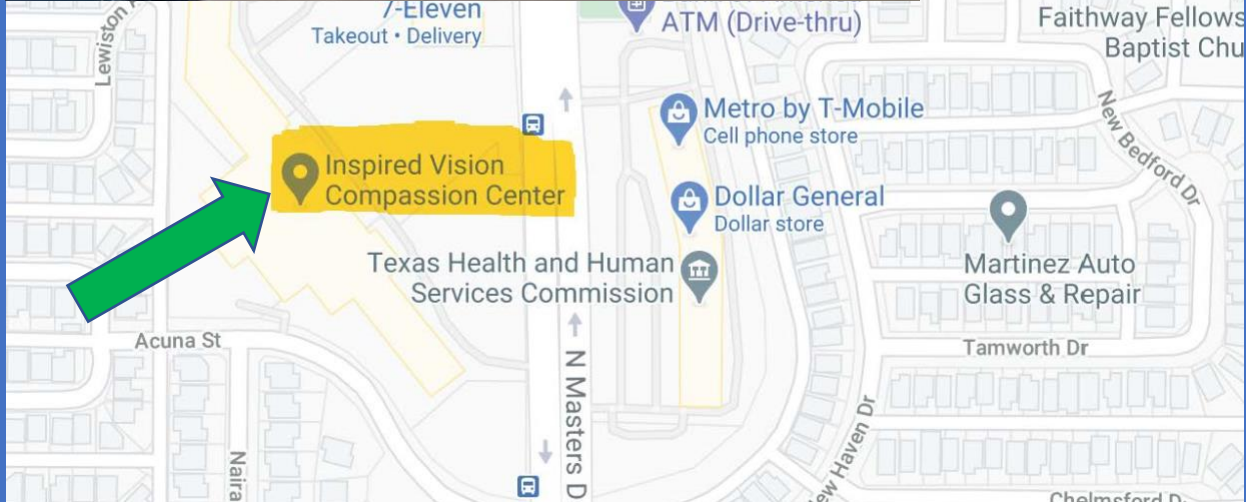 Lewiston
7-Eleven
Takeout • Delivery
ATM (Drive-thru)
Faithway Fellows
Baptist Chu
Metro by T-Mobile
Cell phone store
New Bedford Dr
Inspired Vision
Compassion Center
Dollar General
Dollar store
Texas Health and Human
Services Commission
Martinez Auto
Glass & Repair
Acuna St
N Masters D
Tamworth Dr
Naira
ew Haven Dr
Chelmsford D